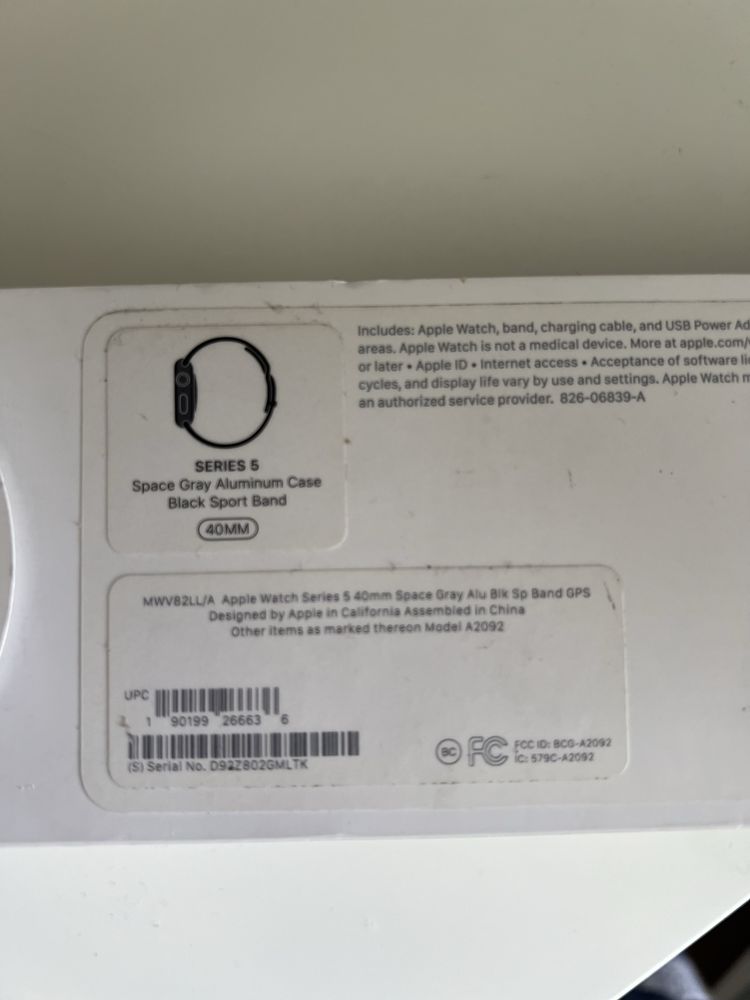 SERIES 5
Space Gray Aluminum Case
Black Sport Band
40MM
Includes: Apple Watch, band, charging cable, and USB Power Ad
areas. Apple Watch is not a medical device. More at apple.com/
or later • Apple ID • Internet access • Acceptance of software li
cycles, and display life vary by use and settings. Apple Watch m
an authorized service provider. 826-06839-A
MWV82LL/A Apple Watch Series 5 40mm Space Gray Alu Blk Sp Band GPS
Designed by Apple in California Assembled in China
Other items as marked thereon Model A2092
UPC
1 90199 26663 6
(S) Serial No. D92Z802GMLTK
BC FC FCC ID: BCG-A2092
IC: 579C-A2092